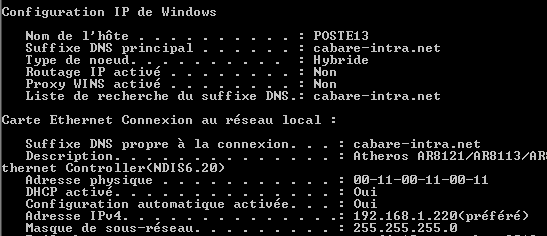 Configuration IP de Windows
Nom de l'hôte . . . . . . . . . . : POSTE13
Suffixe DNS principal . . . . . . : cabare-intra.net
Type de noeud. . . . . . . . . . : Hybride
Routage IP activé . . . . . . . . : Non
Proxy WINS activé . . . . . . . . : Non
Liste de recherche du suffixe DNS.: cabare-intra.net
Carte Ethernet Connexion au réseau local :
Suffixe DNS propre à la connexion. . . : cabare-intra.net
Description. . . . . . . . . . . . . . : Atheros AR8121/AR8113/AR
thernet Controller(NDIS6.20)
Adresse physique . . . . . . . . . . . : 00-11-00-11-00-11
DHCP activé. . . . . . . . . . . . . . : Oui
Configuration automatique activée. . . : Oui
Adresse IPv4. . . . . . . . . . . . . .: 192.168.1.220(préféré)
Masque de sous-réseau. . . . . . . . . : 255.255.255.0